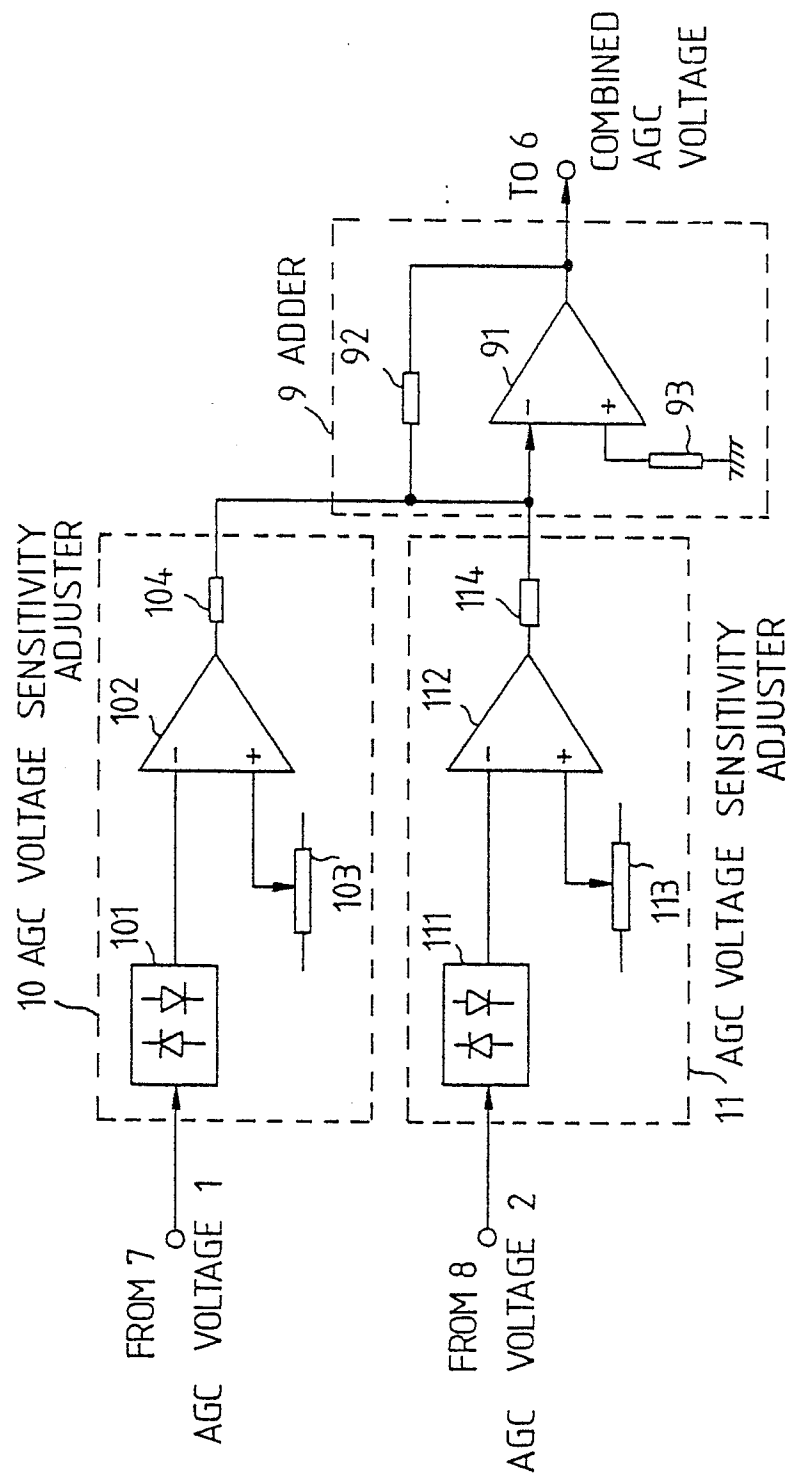 10 AGC VOLTAGE SENSITIVITY
ADJUSTER
101
102
104
103
-
+
FROM 7
AGC VOLTAGE 1
9 ADDER
92
91
-
+
93
TO 6
COMBINED
AGC
VOLTAGE
111
112
114
113
-
+
FROM 8
AGC VOLTAGE 2
11 AGC VOLTAGE SENSITIVITY
ADJUSTER